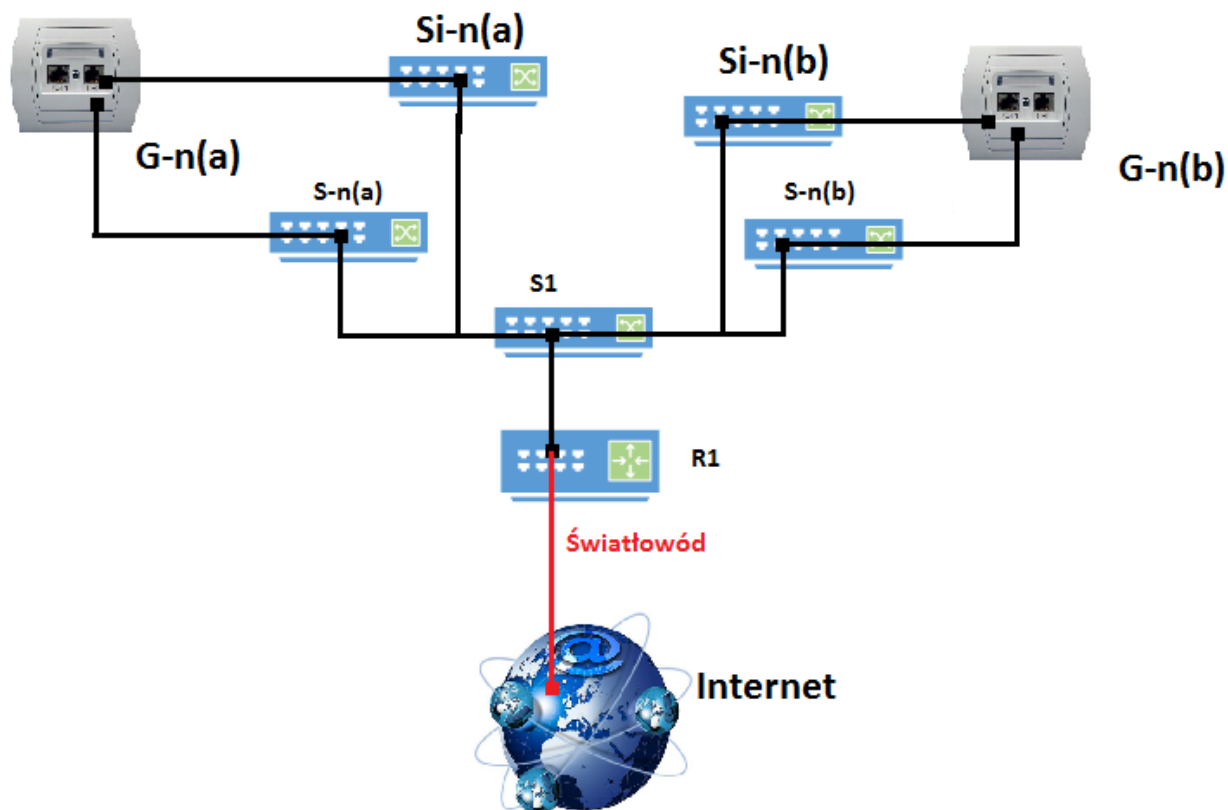 Si-n(a)
Si-n(b)
G-n(a)
G-n(b)
S-n(a)
S-n(b)
S1
R1
Światłowód
@
Internet